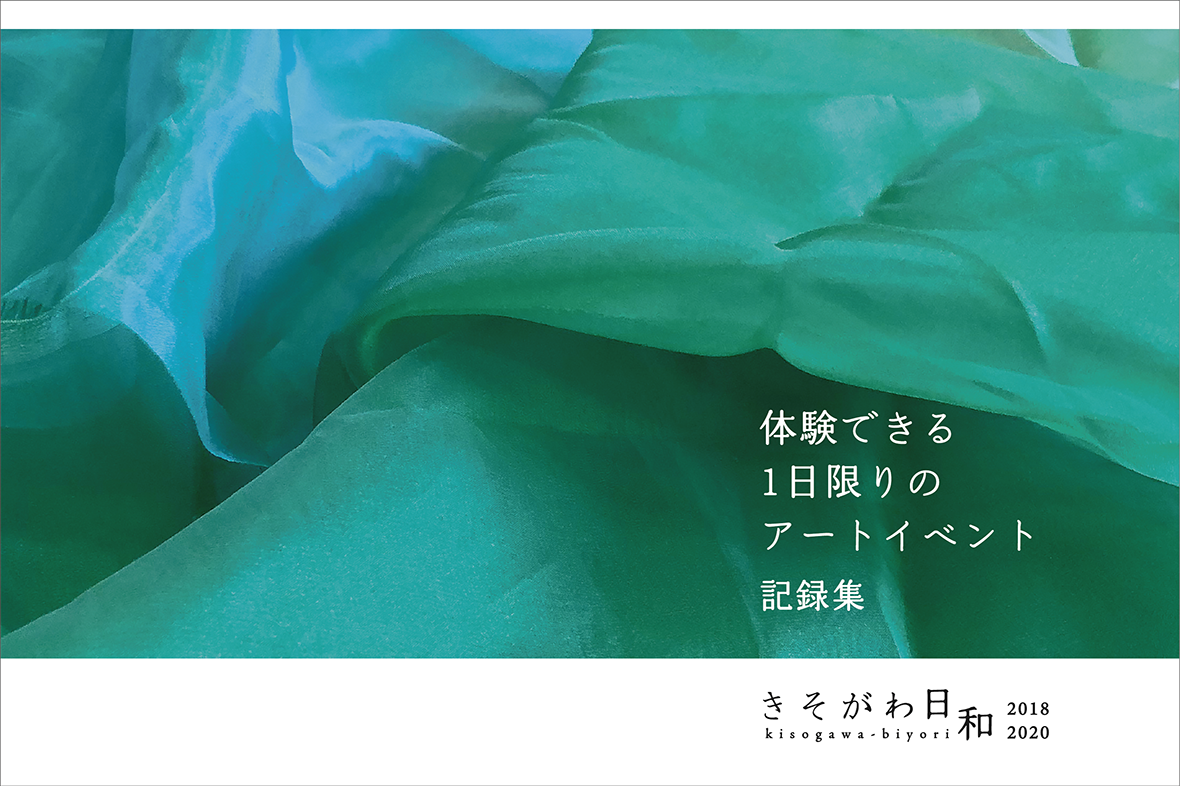 体験できる
1日限りの
アートイベント
記録集
きそがわ日和
kisogawa-biyori
2018
2020